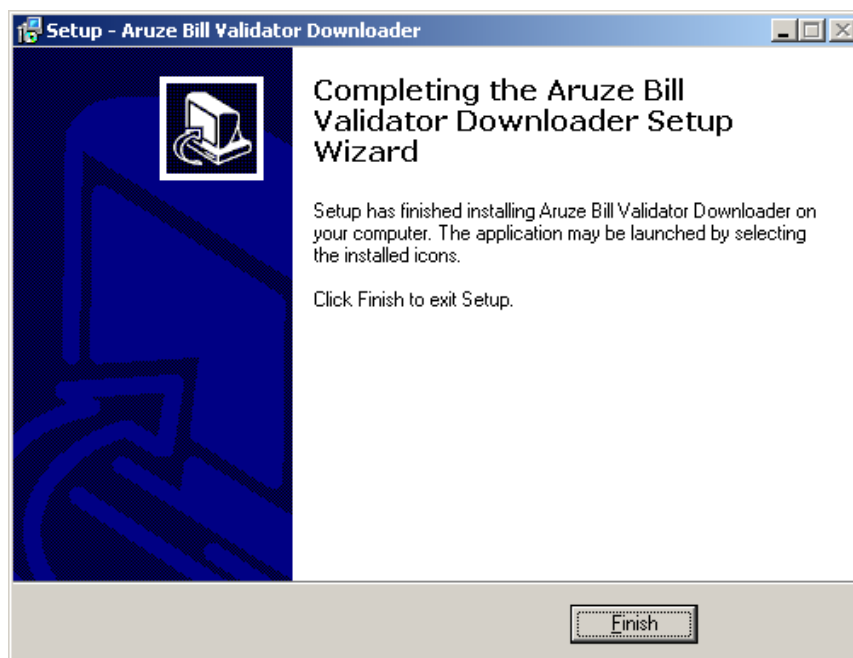 Setup - Aruze Bill Validator Downloader
Completing the Aruze Bill
Validator Downloader Setup
Wizard
Setup has finished installing Aruze Bill Validator Downloader on
your computer. The application may be launched by selecting
the installed icons.
Click Finish to exit Setup.
Finish